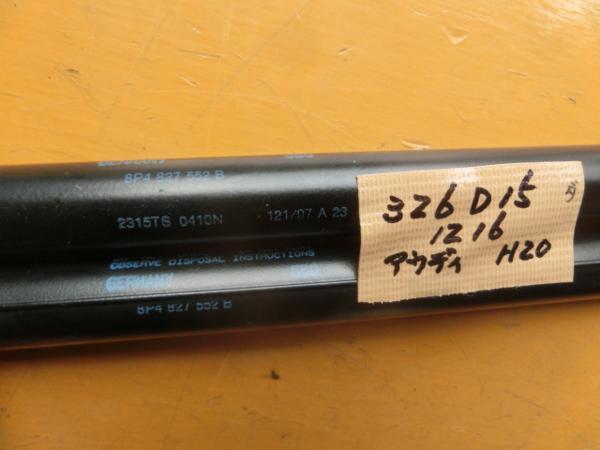 8P4 827 552 B
2315TS 0410N 121/07 A 23
OBSERVE DISPOSAL INSTRUCTIONS
GERMANY
8P4 827 552 B
326 D15
1216
アウディ H20